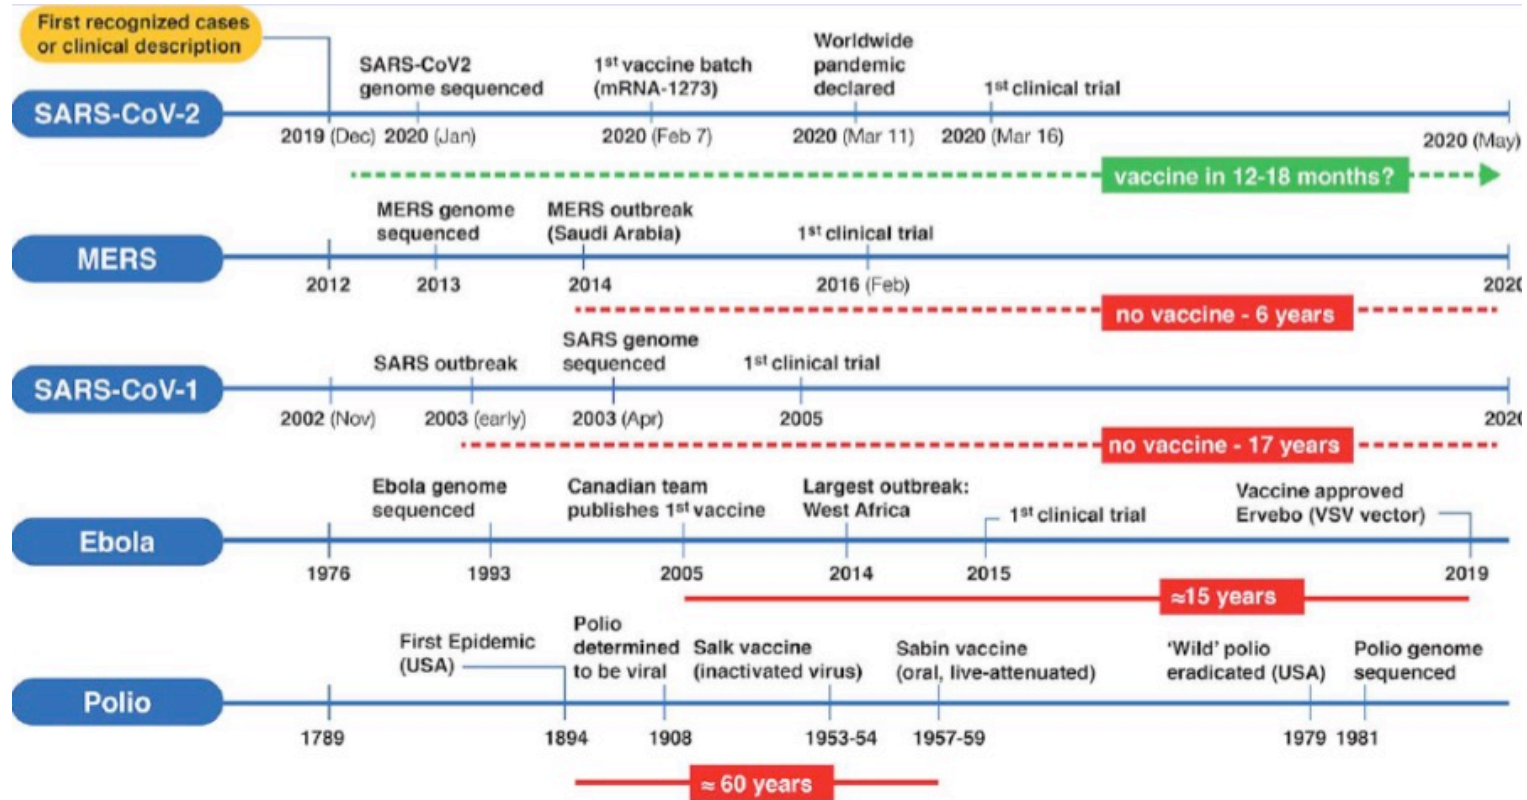 First recognized cases
or clinical description
SARS-CoV-2
SARS-CoV2
genome sequenced
1st vaccine batch
(mRNA-1273)
Worldwide
pandemic
declared
1st clinical trial
2019 (Dec)
2020 (Jan)
2020 (Feb 7)
2020 (Mar 11)
2020 (Mar 16)
2020 (May)
vaccine in 12-18 months?
MERS
MERS genome
sequenced
MERS outbreak
(Saudi Arabia)
1st clinical trial
2012
2013
2014
2016 (Feb)
2020
no vaccine - 6 years
SARS-CoV-1
SARS outbreak
SARS genome
sequenced
1st clinical trial
2002 (Nov)
2003 (early)
2003 (Apr)
2005
2020
no vaccine - 17 years
Ebola
Ebola genome
sequenced
Canadian team
publishes 1st vaccine
Largest outbreak:
West Africa
1st clinical trial
Vaccine approved
Ervebo (VSV vector)
1976
1993
2005
2014
2015
2019
≈15 years
Polio
First Epidemic
(USA)
Polio
determined
to be viral
Salk vaccine
(inactivated virus)
Sabin vaccine
(oral, live-attenuated)
‘Wild’ polio
eradicated (USA)
Polio genome
sequenced
1789
1894
1908
1953-54
1957-59
1979
1981
≈ 60 years